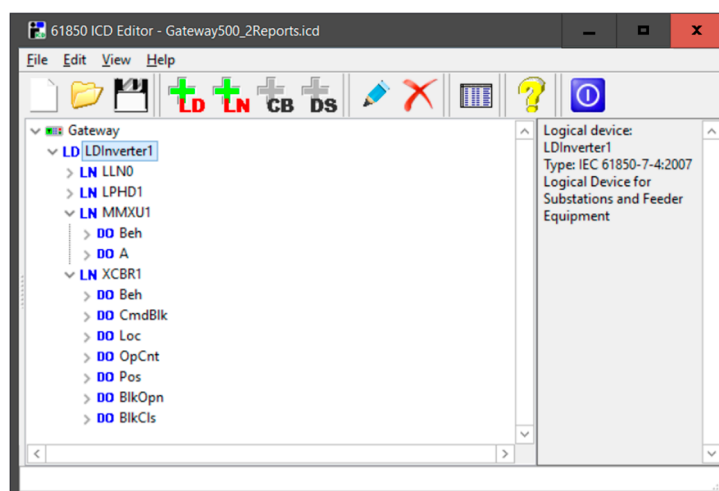 61850 ICD Editor - Gateway500_2Reports.icd
File Edit View Help
LD LN CB DS
Gateway
LD LDInverter1
LN LLN0
LN LPHD1
LN MMXU1
DO Beh
DO A
LN XCBR1
DO Beh
DO CmdBlk
DO Loc
DO OpCnt
DO Pos
DO BlkOpn
DO BlkCls
Logical device:
LDInverter1
Type: IEC 61850-7-4:2007
Logical Device for
Substations and Feeder
Equipment